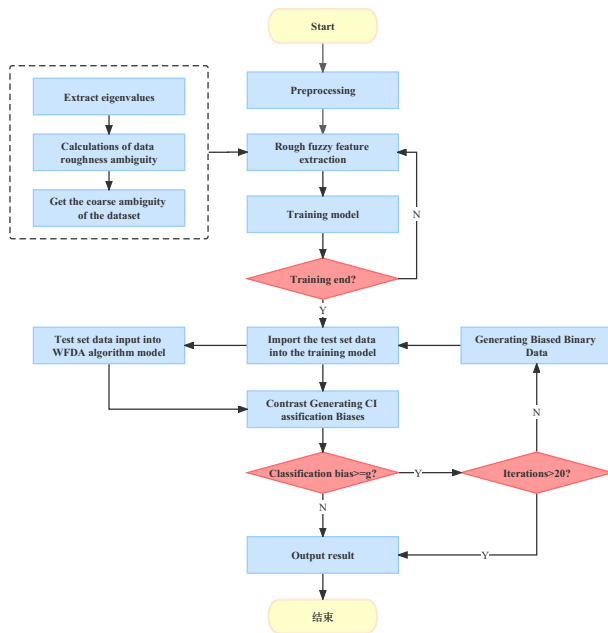 Start
Preprocessing
Extract eigenvalues
Calculations of data
roughness ambiguity
Get the coarse ambiguity
of the dataset
Rough fuzzy feature
extraction
Training model
N
Training end?
Y
Test set data input into
WFDA algorithm model
Import the test set data
into the training model
Generating Biased Binary
Data
Contrast Generating CI
assification Biases
N
Classification bias>=g?
Y
Iterations>20?
N
Output result
Y
结束